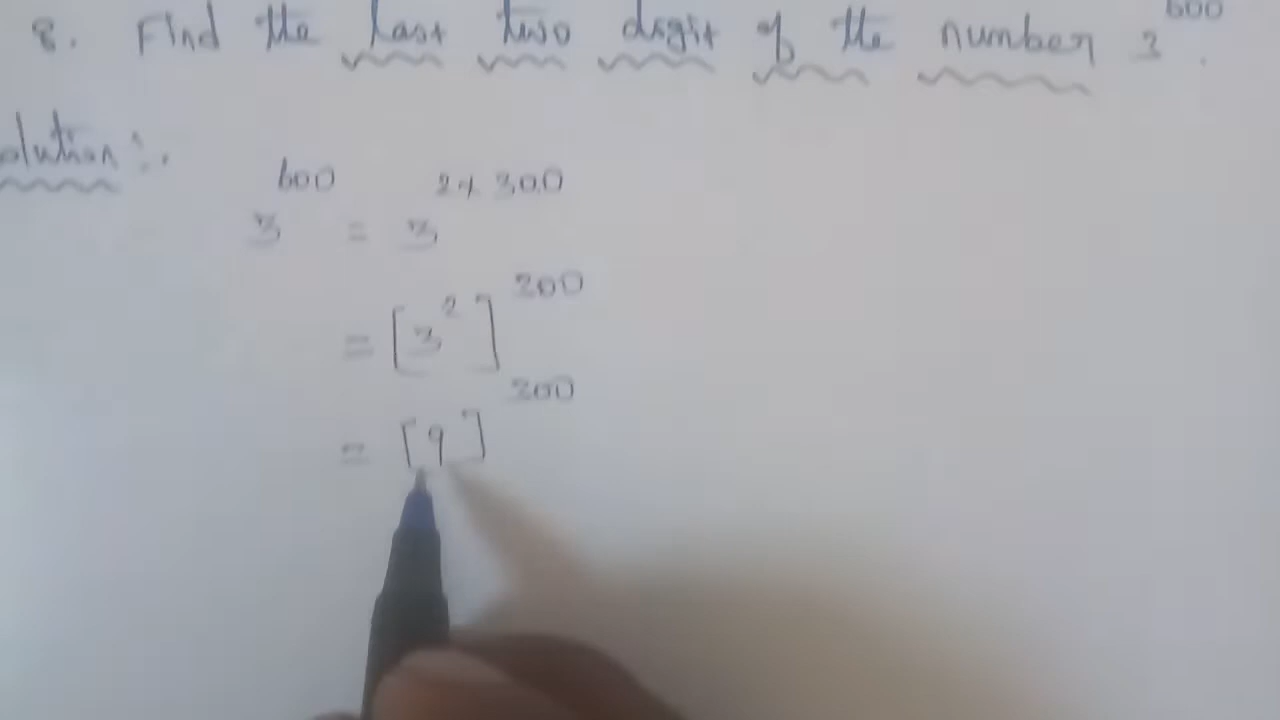 8. Find the last two digit of the number 3^600.
olution:.
3^600 = 3^2×300
= [3^2]^300
= [9]^300